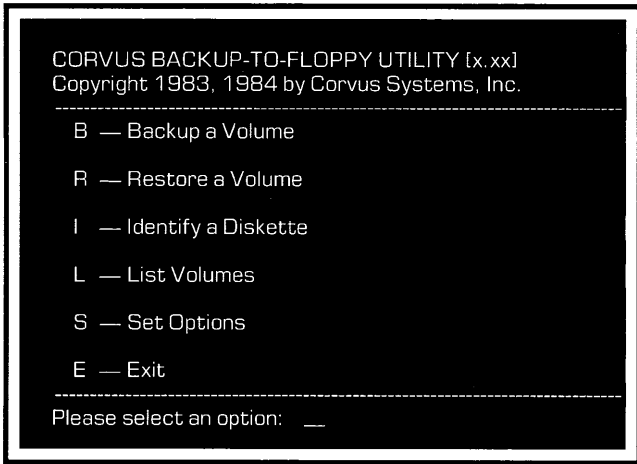 CORVUS BACKUP-TO-FLOPPY UTILITY [x.xx]
Copyright 1983, 1984 by Corvus Systems, Inc.
B — Backup a Volume
R — Restore a Volume
I — Identify a Diskette
L — List Volumes
S — Set Options
E — Exit
Please select an option: __